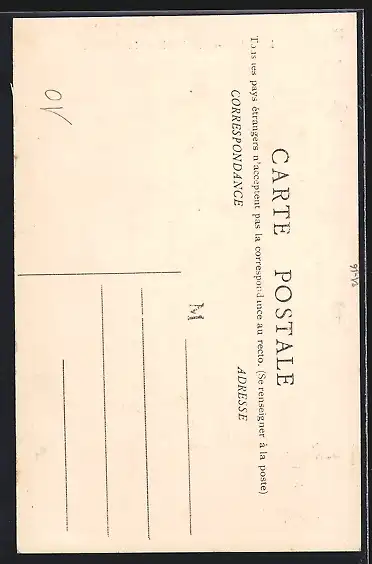 CARTE POSTALE
Tous les pays étrangers n'acceptent pas la correspondance au recto. (Se renseigner à la poste)
CORRESPONDANCE
ADRESSE
M